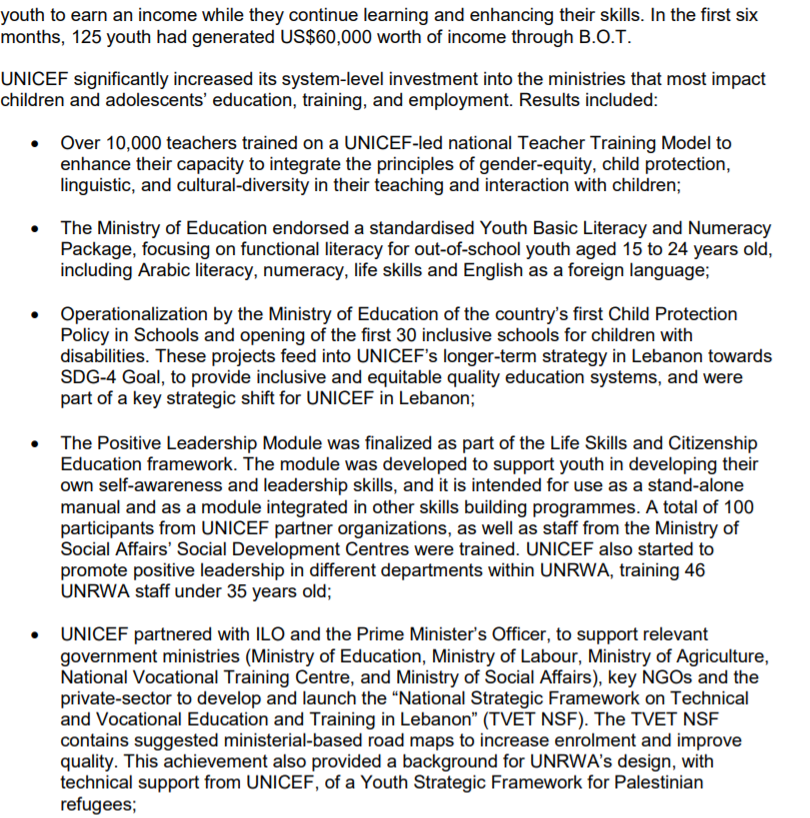 youth to earn an income while they continue learning and enhancing their skills. In the first six
months, 125 youth had generated US$60,000 worth of income through B.O.T.
UNICEF significantly increased its system-level investment into the ministries that most impact
children and adolescents’ education, training, and employment. Results included:
• Over 10,000 teachers trained on a UNICEF-led national Teacher Training Model to
enhance their capacity to integrate the principles of gender-equity, child protection,
linguistic, and cultural-diversity in their teaching and interaction with children;
• The Ministry of Education endorsed a standardised Youth Basic Literacy and Numeracy
Package, focusing on functional literacy for out-of-school youth aged 15 to 24 years old,
including Arabic literacy, numeracy, life skills and English as a foreign language;
• Operationalization by the Ministry of Education of the country’s first Child Protection
Policy in Schools and opening of the first 30 inclusive schools for children with
disabilities. These projects feed into UNICEF’s longer-term strategy in Lebanon towards
SDG-4 Goal, to provide inclusive and equitable quality education systems, and were
part of a key strategic shift for UNICEF in Lebanon;
• The Positive Leadership Module was finalized as part of the Life Skills and Citizenship
Education framework. The module was developed to support youth in developing their
own self-awareness and leadership skills, and it is intended for use as a stand-alone
manual and as a module integrated in other skills building programmes. A total of 100
participants from UNICEF partner organizations, as well as staff from the Ministry of
Social Affairs’ Social Development Centres were trained. UNICEF also started to
promote positive leadership in different departments within UNRWA, training 46
UNRWA staff under 35 years old;
• UNICEF partnered with ILO and the Prime Minister’s Officer, to support relevant
government ministries (Ministry of Education, Ministry of Labour, Ministry of Agriculture,
National Vocational Training Centre, and Ministry of Social Affairs), key NGOs and the
private-sector to develop and launch the “National Strategic Framework on Technical
and Vocational Education and Training in Lebanon” (TVET NSF). The TVET NSF
contains suggested ministerial-based road maps to increase enrolment and improve
quality. This achievement also provided a background for UNRWA’s design, with
technical support from UNICEF, of a Youth Strategic Framework for Palestinian
refugees;